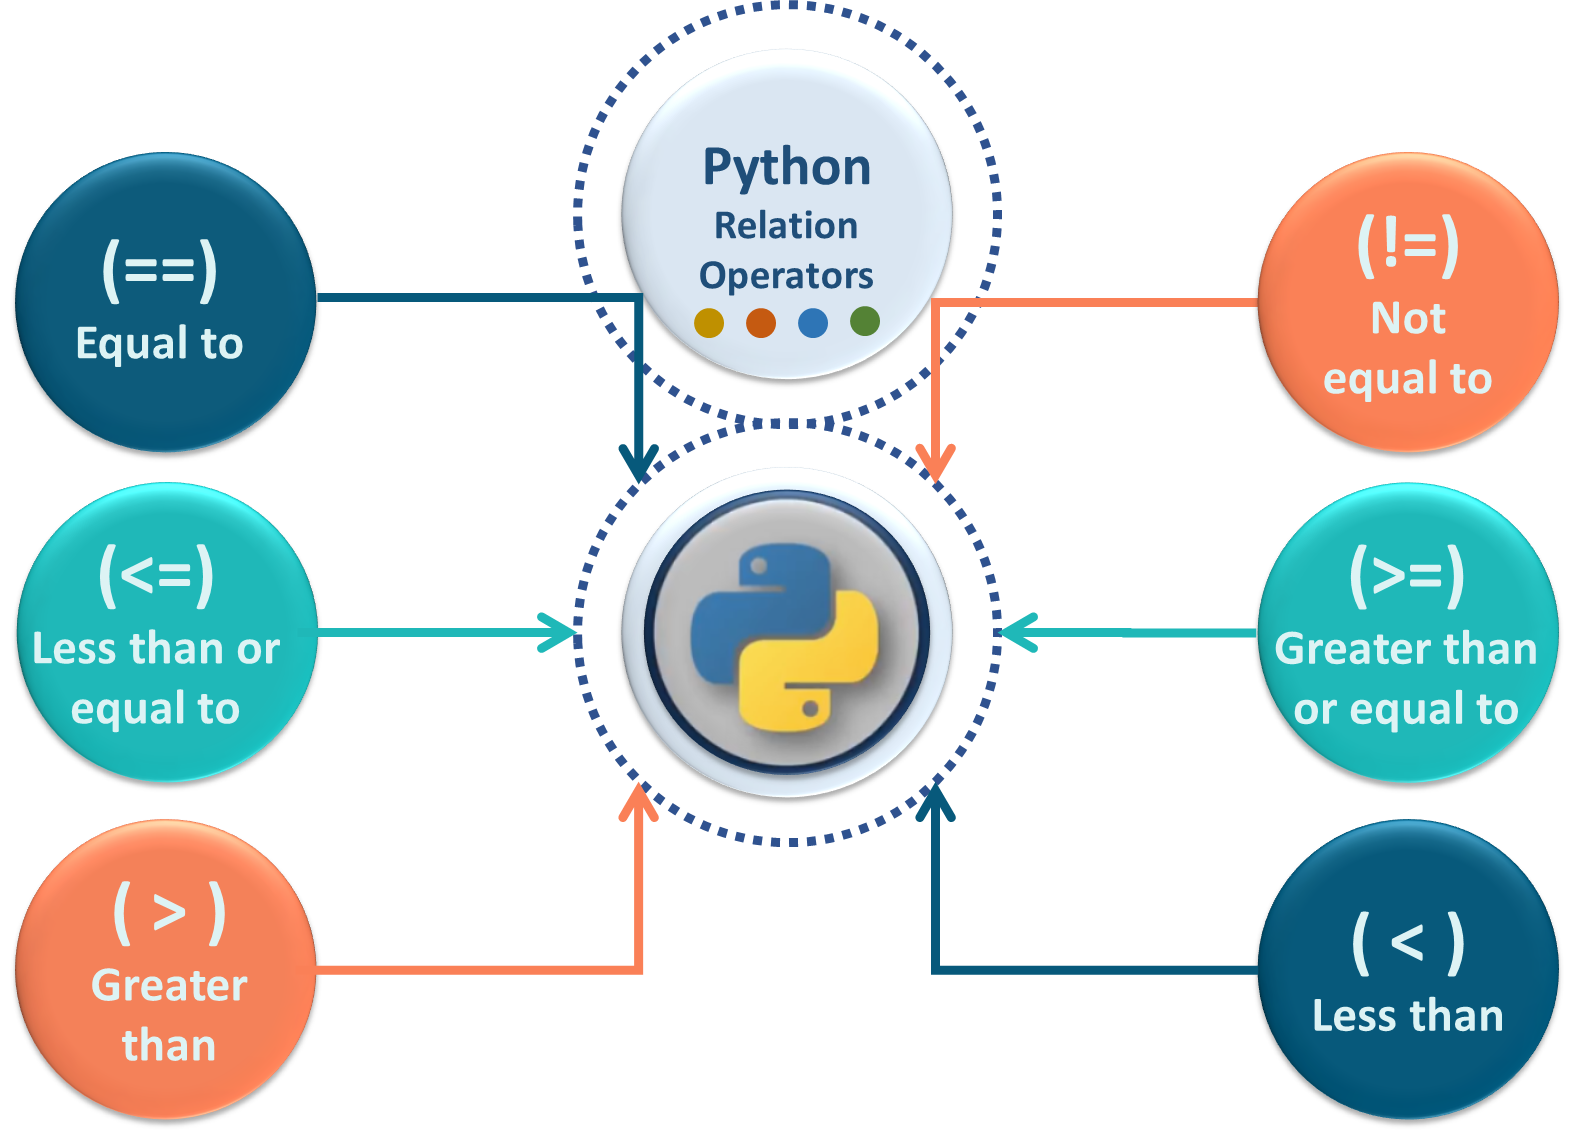 Python
Relation
Operators
(==)
Equal to
(!=)
Not
equal to
(<=)
Less than or
equal to
(>=)
Greater than
or equal to
( > )
Greater
than
( < )
Less than